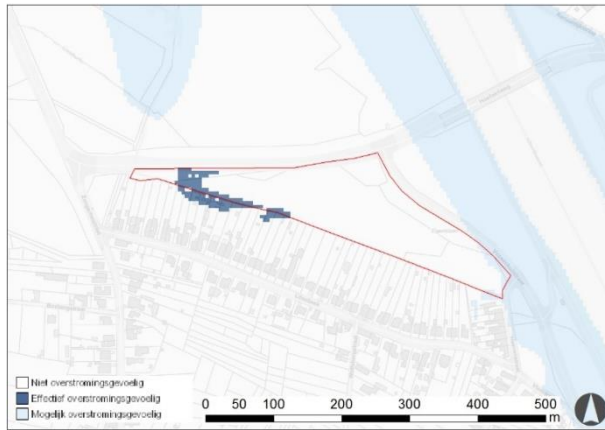 Niet overstromingsgevoelig
Effectief overstromingsgevoelig
Mogelijk overstromingsgevoelig
0 50 100 200 300 400 500
m